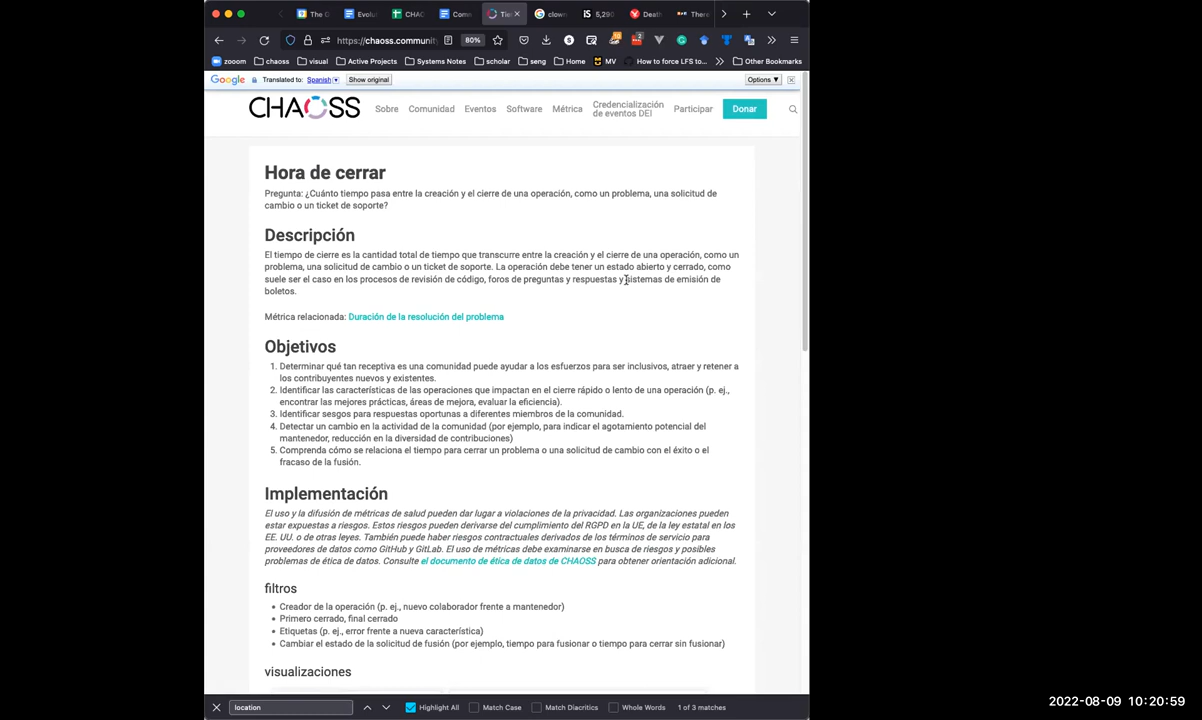 The G
Evolut
CHAO
Comm
Tie
clown
IS 5,290
Death
There
https://chaoss.communit
80%
zooom
chaoss
visual
Active Projects
Systems Notes
scholar
seng
Home
MV
How to force LFS to...
Other Bookmarks
Google
Translated to: Spanish
Show original
Options ▼
CHAOSS
Sobre
Comunidad
Eventos
Software
Métrica
Credencialización
de eventos DEI
Participar
Donar
Hora de cerrar
Pregunta: ¿Cuánto tiempo pasa entre la creación y el cierre de una operación, como un problema, una solicitud de
cambio o un ticket de soporte?
Descripción
El tiempo de cierre es la cantidad total de tiempo que transcurre entre la creación y el cierre de una operación, como un
problema, una solicitud de cambio o un ticket de soporte. La operación debe tener un estado abierto y cerrado, como
suele ser el caso en los procesos de revisión de código, foros de preguntas y respuestas y sistemas de emisión de
boletos.
Métrica relacionada: Duración de la resolución del problema
Objetivos
1. Determinar qué tan receptiva es una comunidad puede ayudar a los esfuerzos para ser inclusivos, atraer y retener a
los contribuyentes nuevos y existentes.
2. Identificar las características de las operaciones que impactan en el cierre rápido o lento de una operación (p. ej.,
encontrar las mejores prácticas, áreas de mejora, evaluar la eficiencia).
3. Identificar sesgos para respuestas oportunas a diferentes miembros de la comunidad.
4. Detectar un cambio en la actividad de la comunidad (por ejemplo, para indicar el agotamiento potencial del
mantenedor, reducción en la diversidad de contribuciones)
5. Comprenda cómo se relaciona el tiempo para cerrar un problema o una solicitud de cambio con el éxito o el
fracaso de la fusión.
Implementación
El uso y la difusión de métricas de salud pueden dar lugar a violaciones de la privacidad. Las organizaciones pueden
estar expuestas a riesgos. Estos riesgos pueden derivarse del cumplimiento del RGPD en la UE, de la ley estatal en los
EE. UU. o de otras leyes. También puede haber riesgos contractuales derivados de los términos de servicio para
proveedores de datos como GitHub y GitLab. El uso de métricas debe examinarse en busca de riesgos y posibles
problemas de ética de datos. Consulte el documento de ética de datos de CHAOSS para obtener orientación adicional.
filtros
• Creador de la operación (p. ej., nuevo colaborador frente a mantenedor)
• Primero cerrado, final cerrado
• Etiquetas (p. ej., error frente a nueva característica)
• Cambiar el estado de la solicitud de fusión (por ejemplo, tiempo para fusionar o tiempo para cerrar sin fusionar)
visualizaciones
location
Highlight All
Match Case
Match Diacritics
Whole Words
1 of 3 matches
2022-08-09 10:20:59